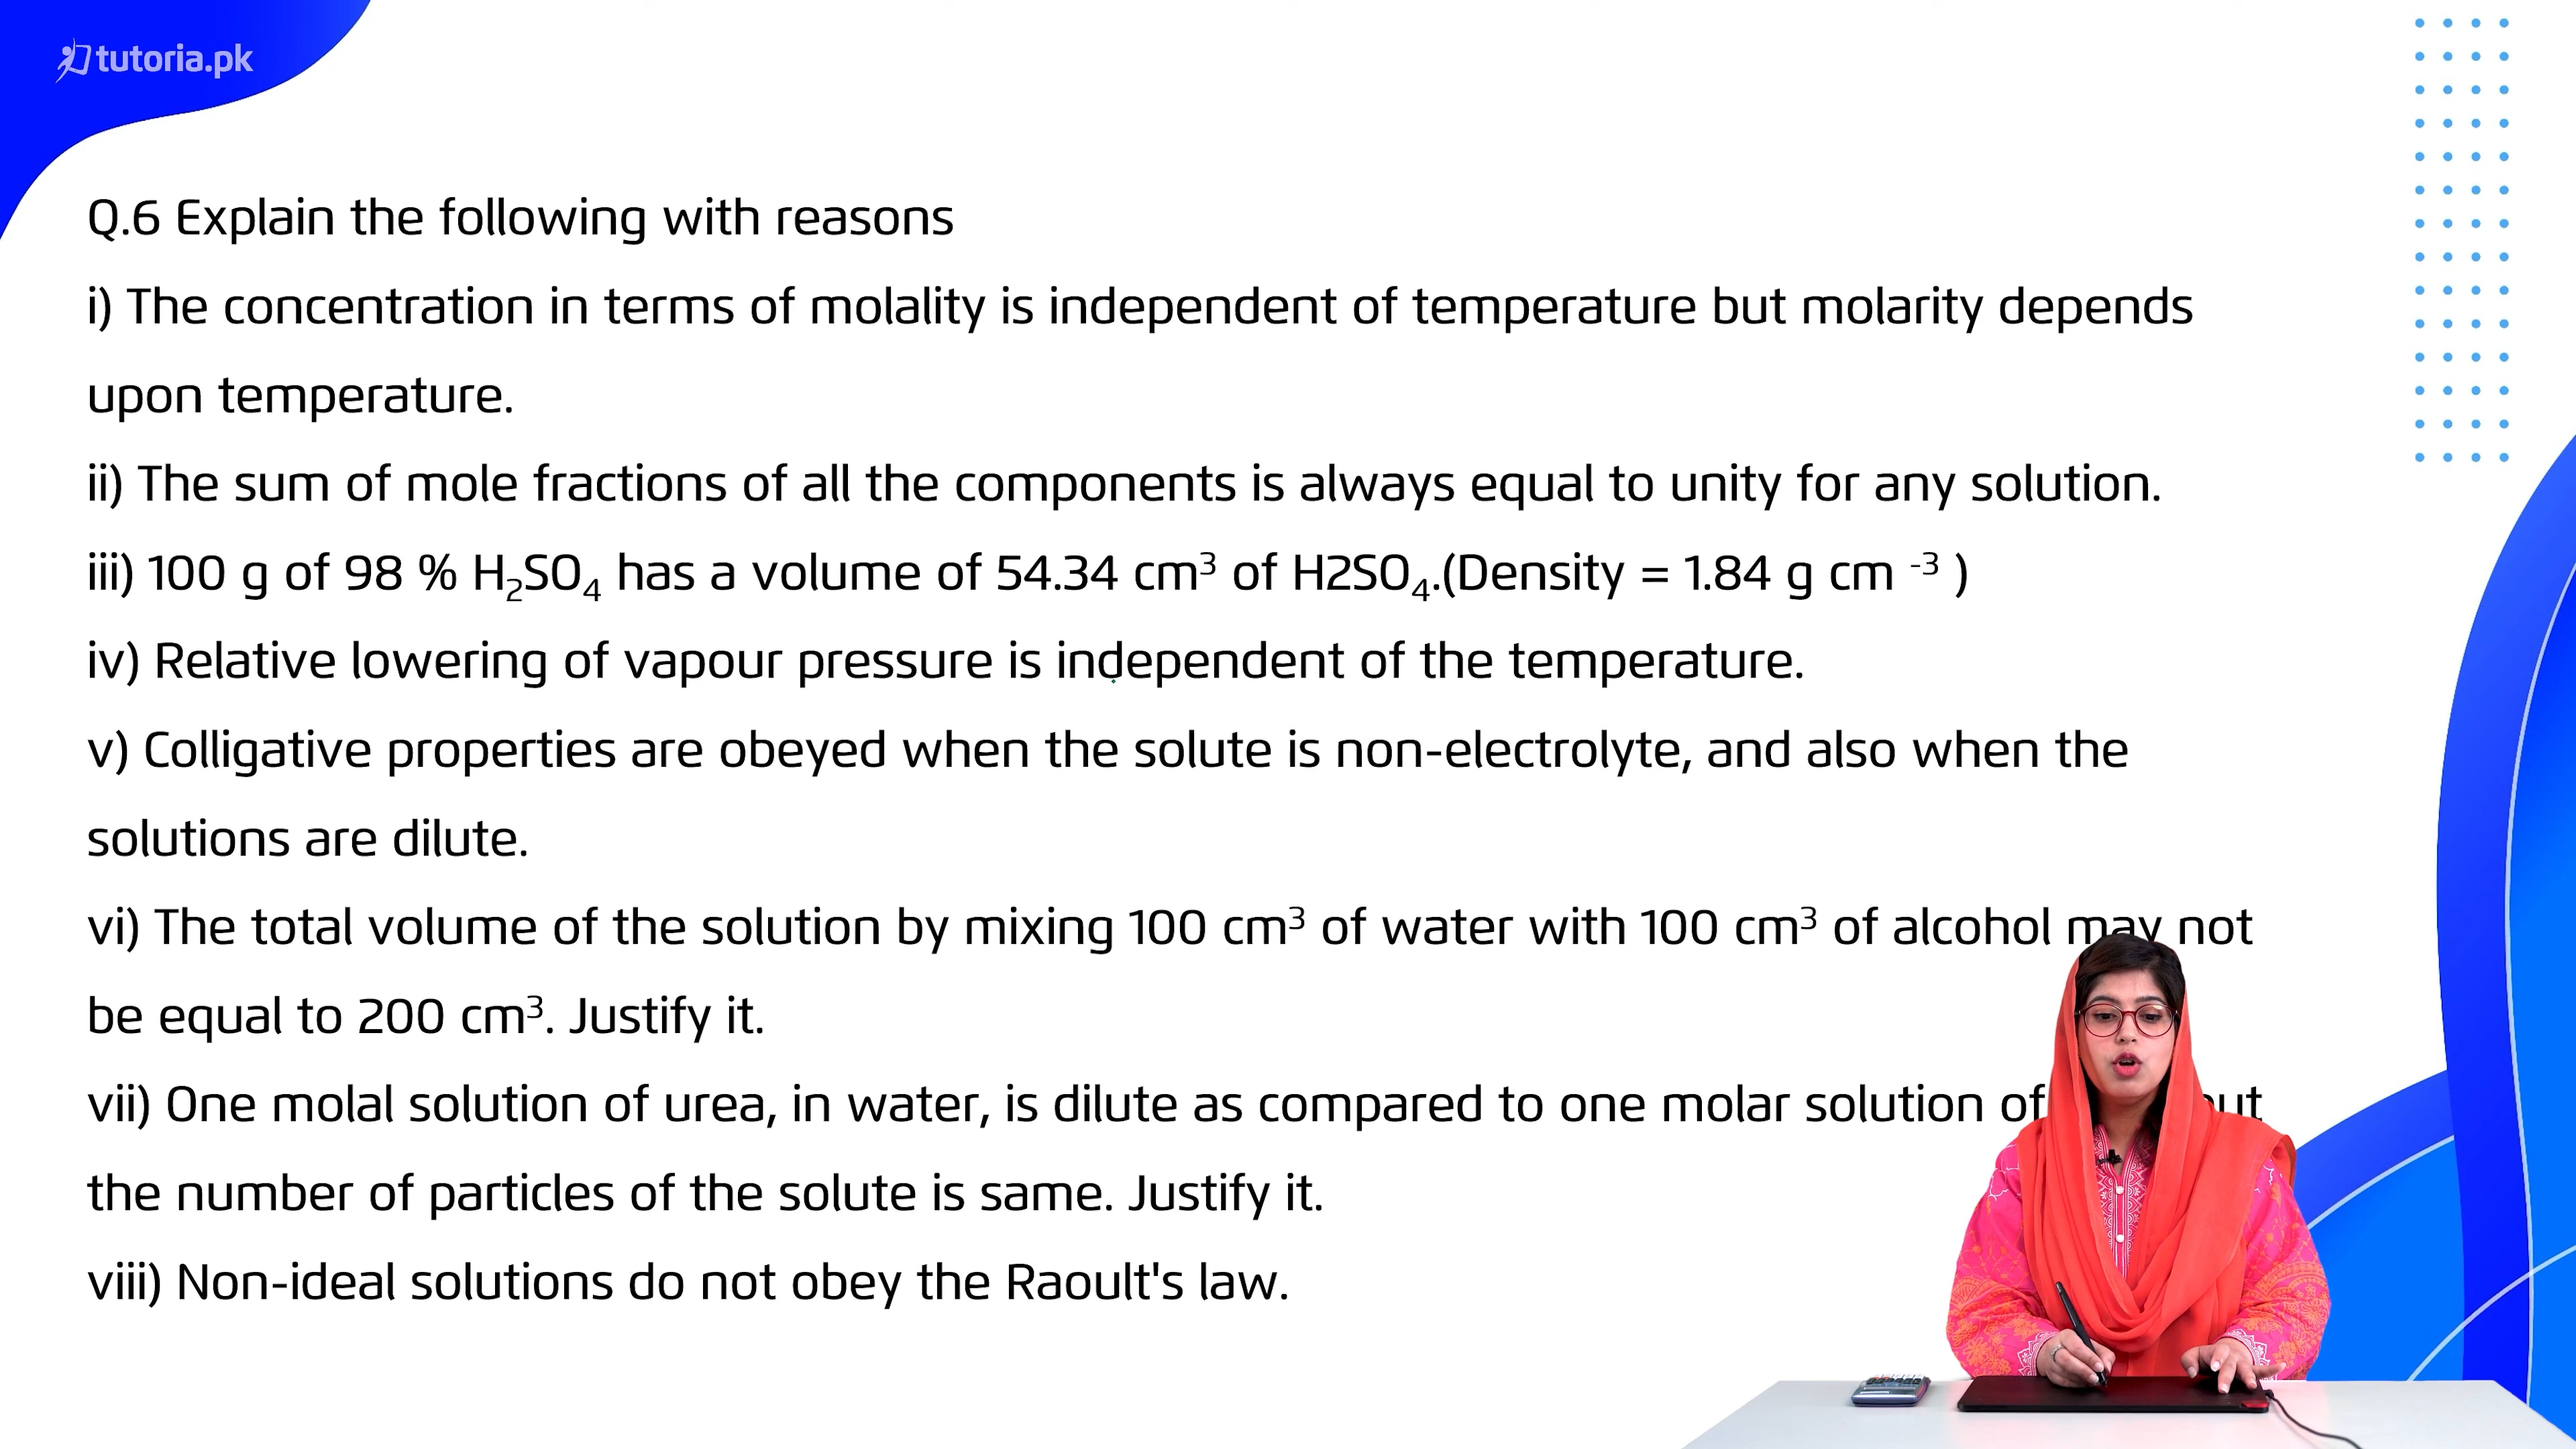 tutoria.pk
Q.6 Explain the following with reasons
i) The concentration in terms of molality is independent of temperature but molarity depends
upon temperature.
ii) The sum of mole fractions of all the components is always equal to unity for any solution.
iii) 100 g of 98 % H₂SO₄ has a volume of 54.34 cm³ of H2SO₄.(Density = 1.84 g cm ⁻³ )
iv) Relative lowering of vapour pressure is independent of the temperature.
v) Colligative properties are obeyed when the solute is non-electrolyte, and also when the
solutions are dilute.
vi) The total volume of the solution by mixing 100 cm³ of water with 100 cm³ of alcohol may not
be equal to 200 cm³. Justify it.
vii) One molal solution of urea, in water, is dilute as compared to one molar solution of
the number of particles of the solute is same. Justify it.
viii) Non-ideal solutions do not obey the Raoult's law.